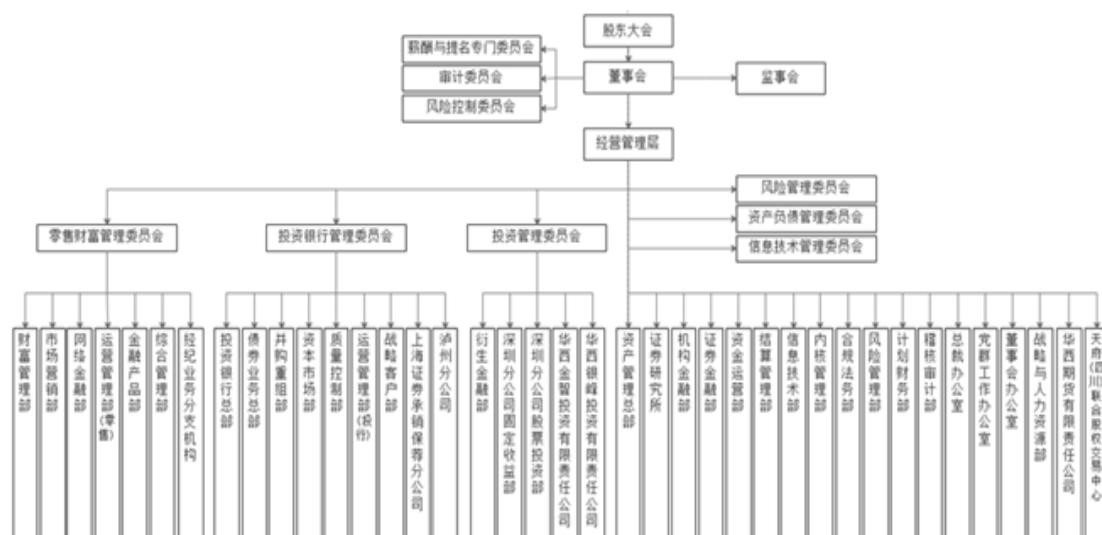 股东大会
薪酬与提名专门委员会
审计委员会
风险控制委员会
董事会
监事会
经营管理层
风险管理委员会
资产负债管理委员会
信息技术管理委员会
零售财富管理委员会
投资银行管理委员会
投资管理委员会
财富管理部
市场营销部
网络金融部
运营管理部(零售)
金融产品部
综合管理部
经纪业务分支机构
投资银行总部
债券业务总部
并购重组部
资本市场部
质量控制部
运营管理部(投行)
战略客户部
上海证券承销保荐分公司
泸州分公司
衍生金融部
深圳分公司固定收益部
深圳分公司股票投资部
华西金智投资有限责任公司
华西银峰投资有限责任公司
资产管理总部
证券研究所
机构金融部
证券金融部
资金运营部
结算管理部
信息技术部
内核管理部
合规法务部
风险管理部
计划财务部
稽核审计部
总裁办公室
党群工作办公室
董事会办公室
战略与人力资源部
华西期货有限责任公司
天府(四川)联合股权交易中心